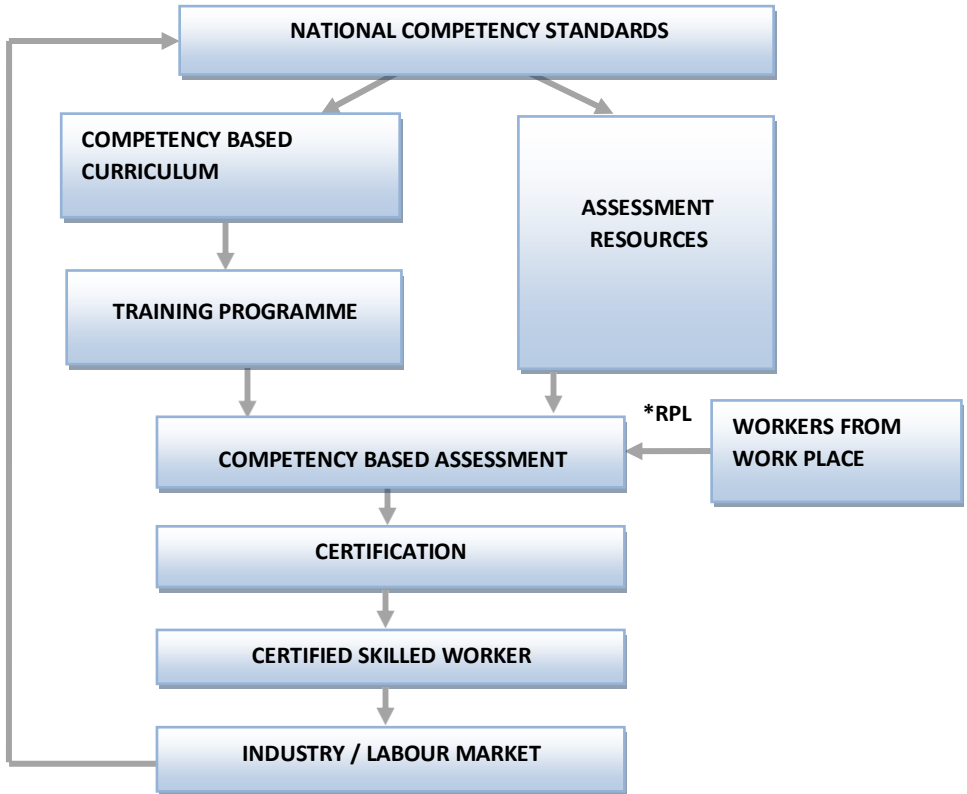 NATIONAL COMPETENCY STANDARDS
COMPETENCY BASED
CURRICULUM
ASSESSMENT
RESOURCES
TRAINING PROGRAMME
*RPL
WORKERS FROM
WORK PLACE
COMPETENCY BASED ASSESSMENT
CERTIFICATION
CERTIFIED SKILLED WORKER
INDUSTRY / LABOUR MARKET